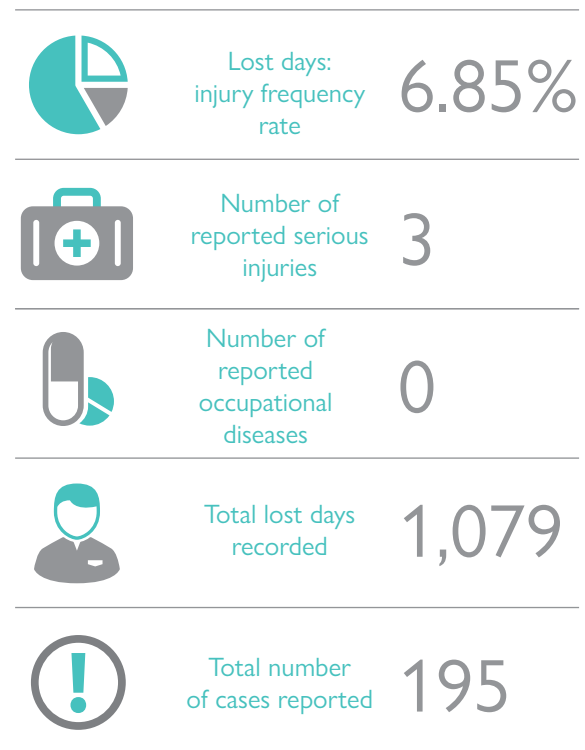 Lost days:
injury frequency
rate
6.85%
Number of
reported serious
injuries
3
Number of
reported
occupational
diseases
0
Total lost days
recorded
1,079
Total number
of cases reported
195